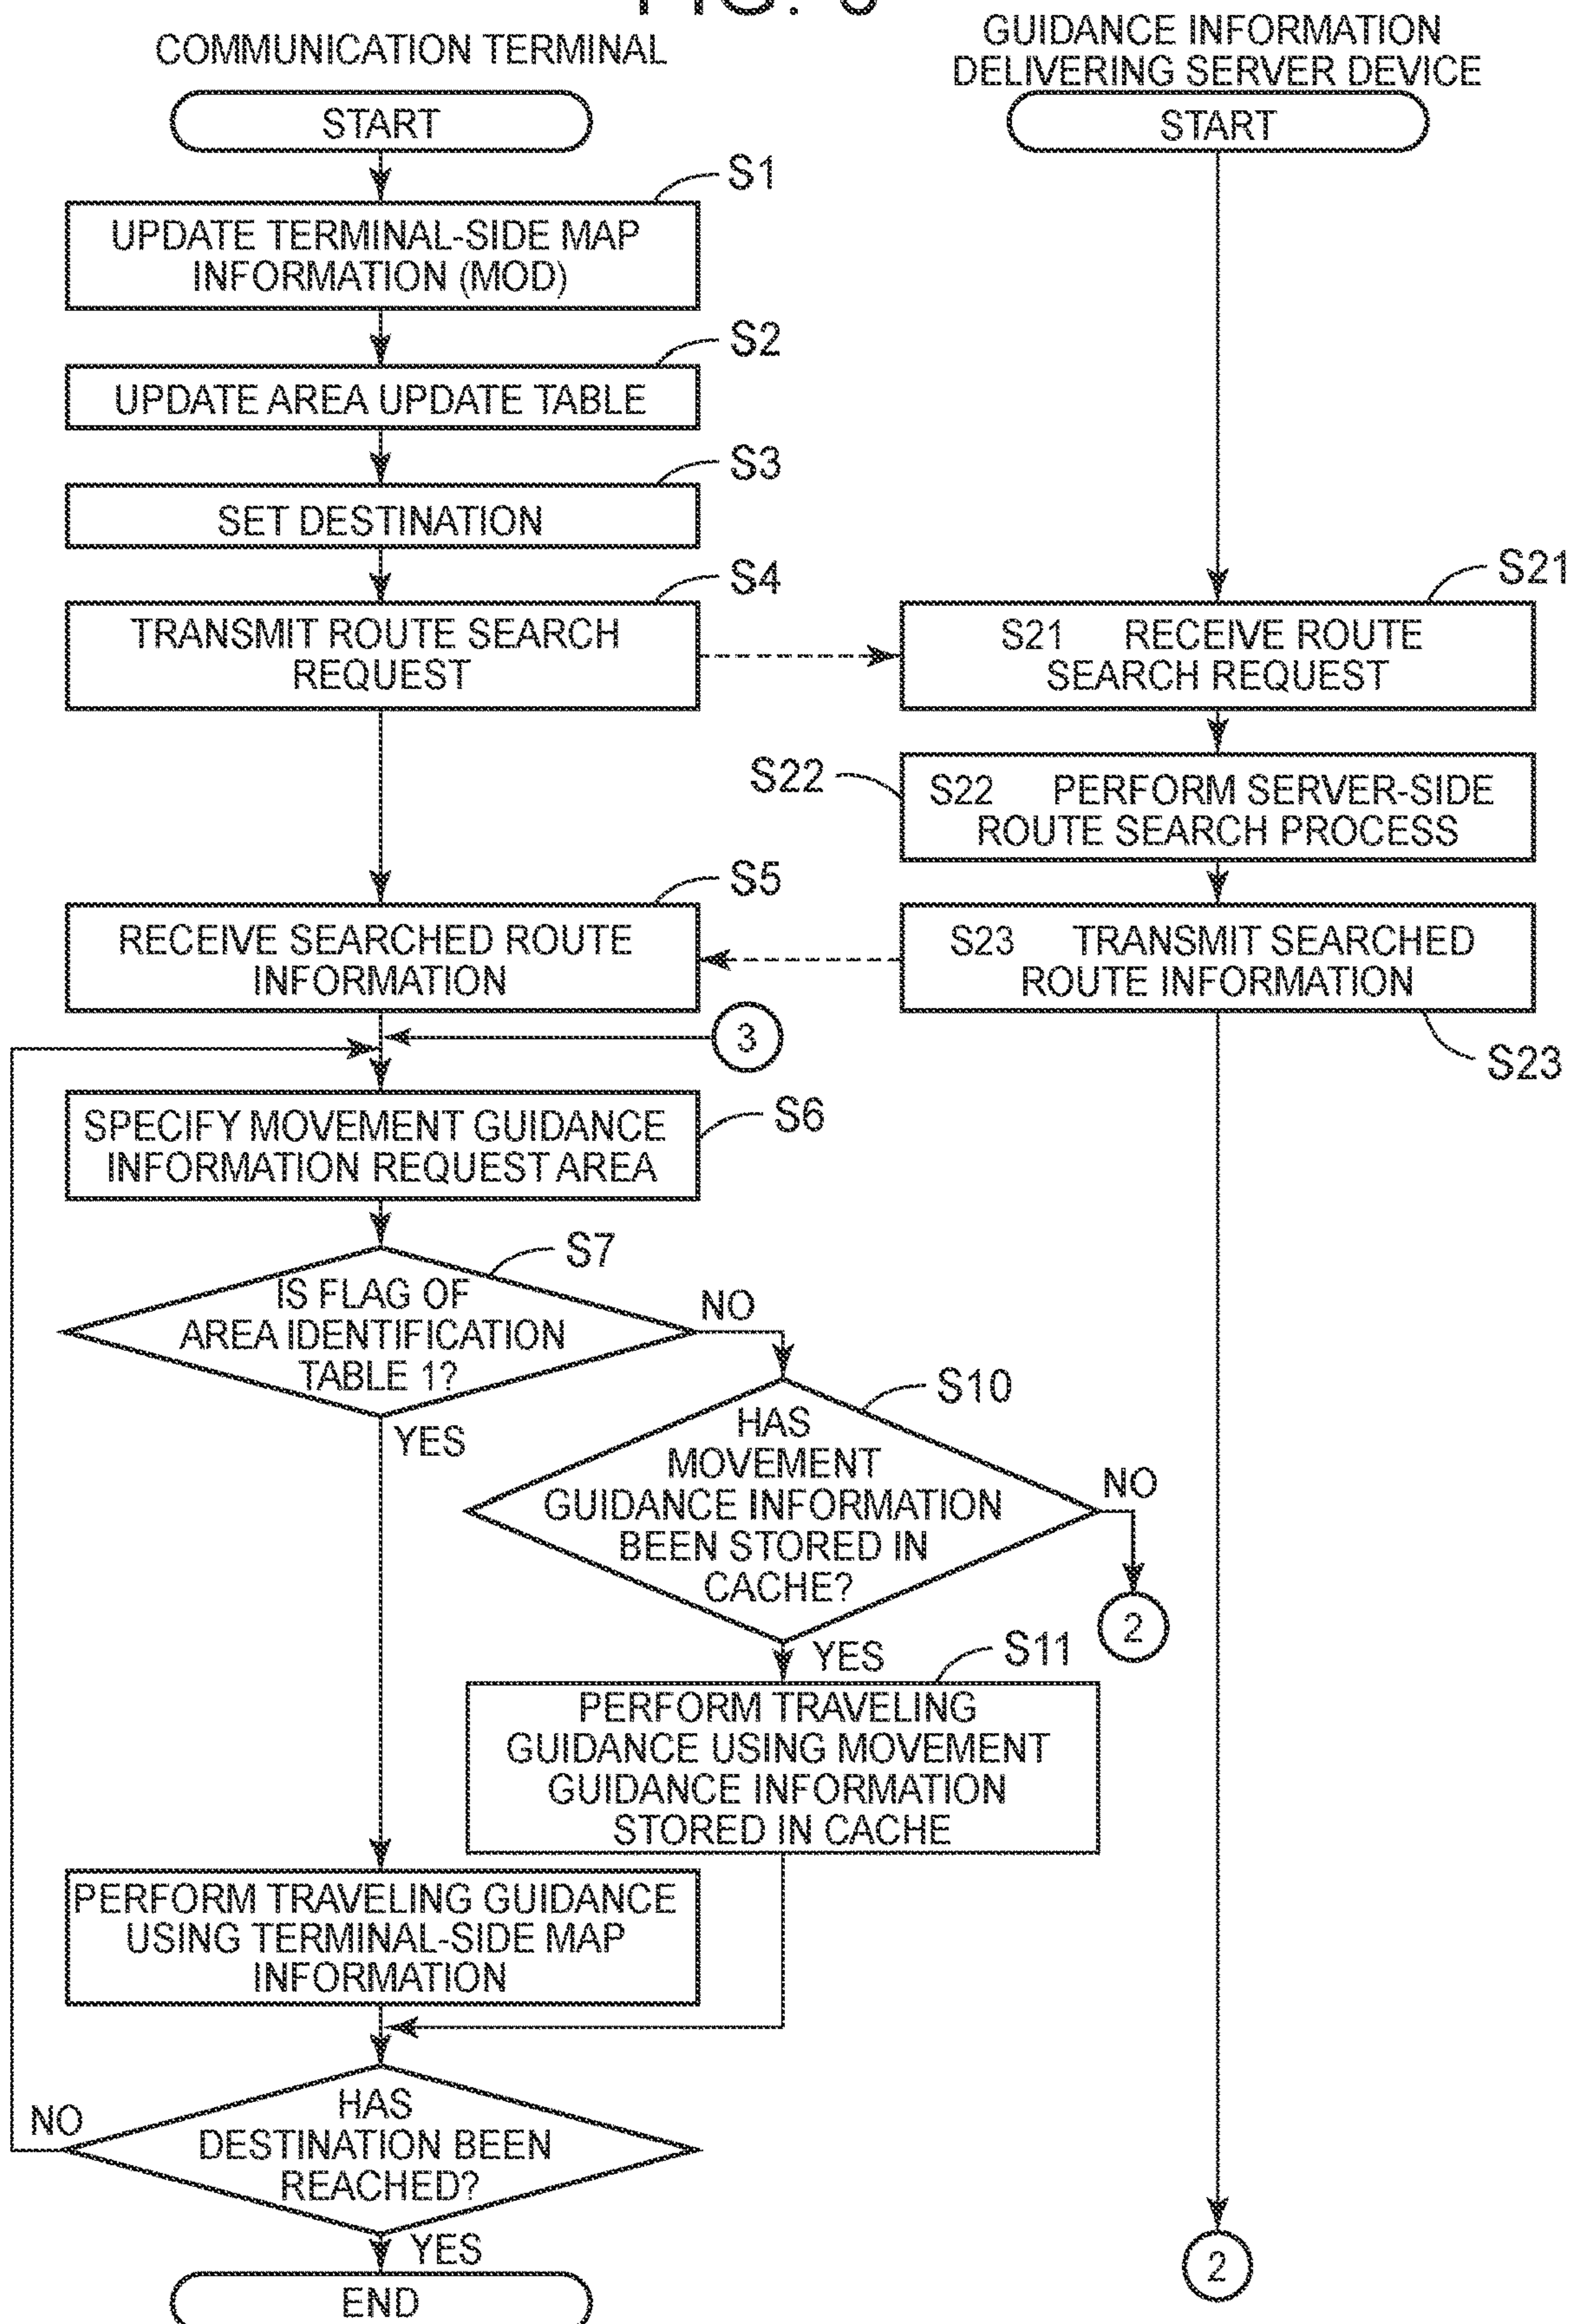 COMMUNICATION TERMINAL
GUIDANCE INFORMATION
DELIVERING SERVER DEVICE
START
START
S1
UPDATE TERMINAL-SIDE MAP
INFORMATION (MOD)
S2
UPDATE AREA UPDATE TABLE
S3
SET DESTINATION
S4
TRANSMIT ROUTE SEARCH
REQUEST
S21
S21 RECEIVE ROUTE
SEARCH REQUEST
S22
S22 PERFORM SERVER-SIDE
ROUTE SEARCH PROCESS
S5
RECEIVE SEARCHED ROUTE
INFORMATION
S23 TRANSMIT SEARCHED
ROUTE INFORMATION
S23
3
S6
SPECIFY MOVEMENT GUIDANCE
INFORMATION REQUEST AREA
S7
IS FLAG OF
AREA IDENTIFICATION
TABLE 1?
NO
YES
S10
HAS
MOVEMENT
GUIDANCE INFORMATION
BEEN STORED IN
CACHE?
NO
2
YES
S11
PERFORM TRAVELING
GUIDANCE USING MOVEMENT
GUIDANCE INFORMATION
STORED IN CACHE
PERFORM TRAVELING GUIDANCE
USING TERMINAL-SIDE MAP
INFORMATION
HAS
DESTINATION BEEN
REACHED?
NO
YES
END
2